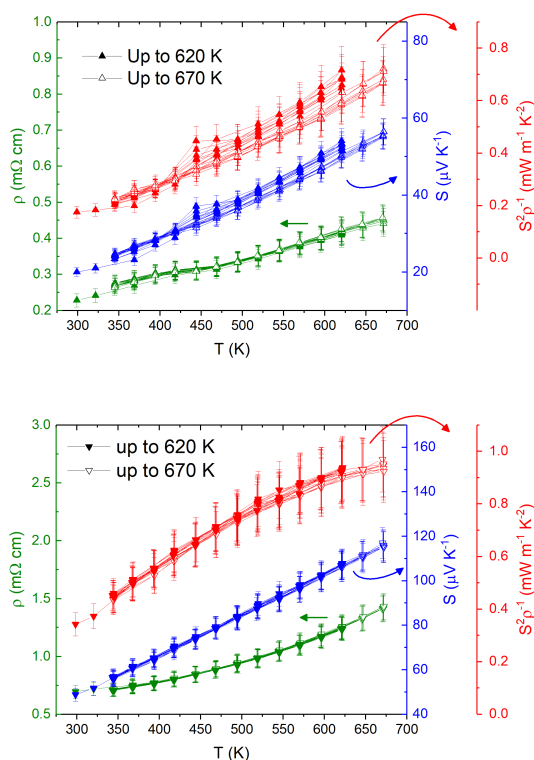 Up to 620 K
Up to 670 K
ρ (mΩ cm)
1.0
0.9
0.8
0.7
0.6
0.5
0.4
0.3
0.2
80
60
40
20
S (μV K⁻¹)
0.8
0.6
0.4
0.2
0.0
S²ρ⁻¹ (mW m⁻¹ K⁻²)
300 350 400 450 500 550 600 650 700
T (K)
up to 620 K
up to 670 K
ρ (mΩ cm)
3.0
2.5
2.0
1.5
1.0
0.5
160
140
120
100
80
60
40
S (μV K⁻¹)
1.0
0.8
0.6
0.4
0.2
0.0
S²ρ⁻¹ (mW m⁻¹ K⁻²)
300 350 400 450 500 550 600 650 700
T (K)